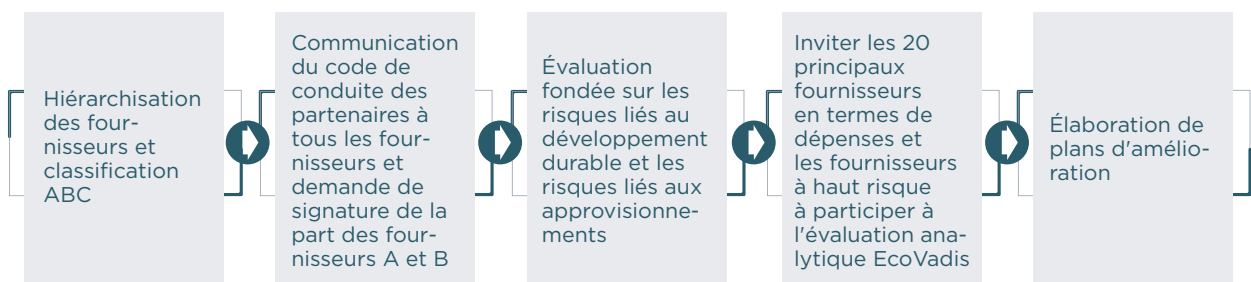 Hiérarchisation
des four-
nisseurs et
classification
ABC
Communication
du code de
conduite des
partenaires à
tous les four-
nisseurs et
demande de
signature de la
part des four-
nisseurs A et B
Évaluation
fondée sur les
risques liés au
développement
durable et les
risques liés aux
approvisionne-
ments
Inviter les 20
principaux
fournisseurs
en termes de
dépenses et
les fournisseurs
à haut risque
à participer à
l'évaluation ana-
lytique EcoVadis
Élaboration de
plans d'amélio-
ration